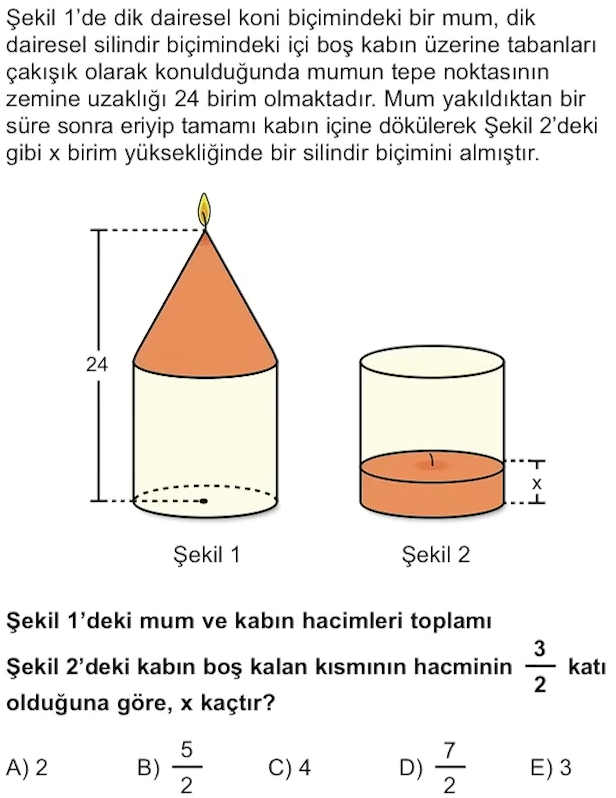 Şekil 1’de dik dairesel koni biçimindeki bir mum, dik
dairesel silindir biçimindeki içi boş kabın üzerine tabanları
çakışık olarak konulduğunda mumun tepe noktasının
zemine uzaklığı 24 birim olmaktadır. Mum yakıldıktan bir
süre sonra eriyip tamamı kabın içine dökülerek Şekil 2’deki
gibi x birim yüksekliğinde bir silindir biçimini almıştır.
24
x
Şekil 1
Şekil 2
Şekil 1’deki mum ve kabın hacimleri toplamı
Şekil 2’deki kabın boş kalan kısmının hacminin 3/2 katı
olduğuna göre, x kaçtır?
A) 2 B) 5/2 C) 4 D) 7/2 E) 3